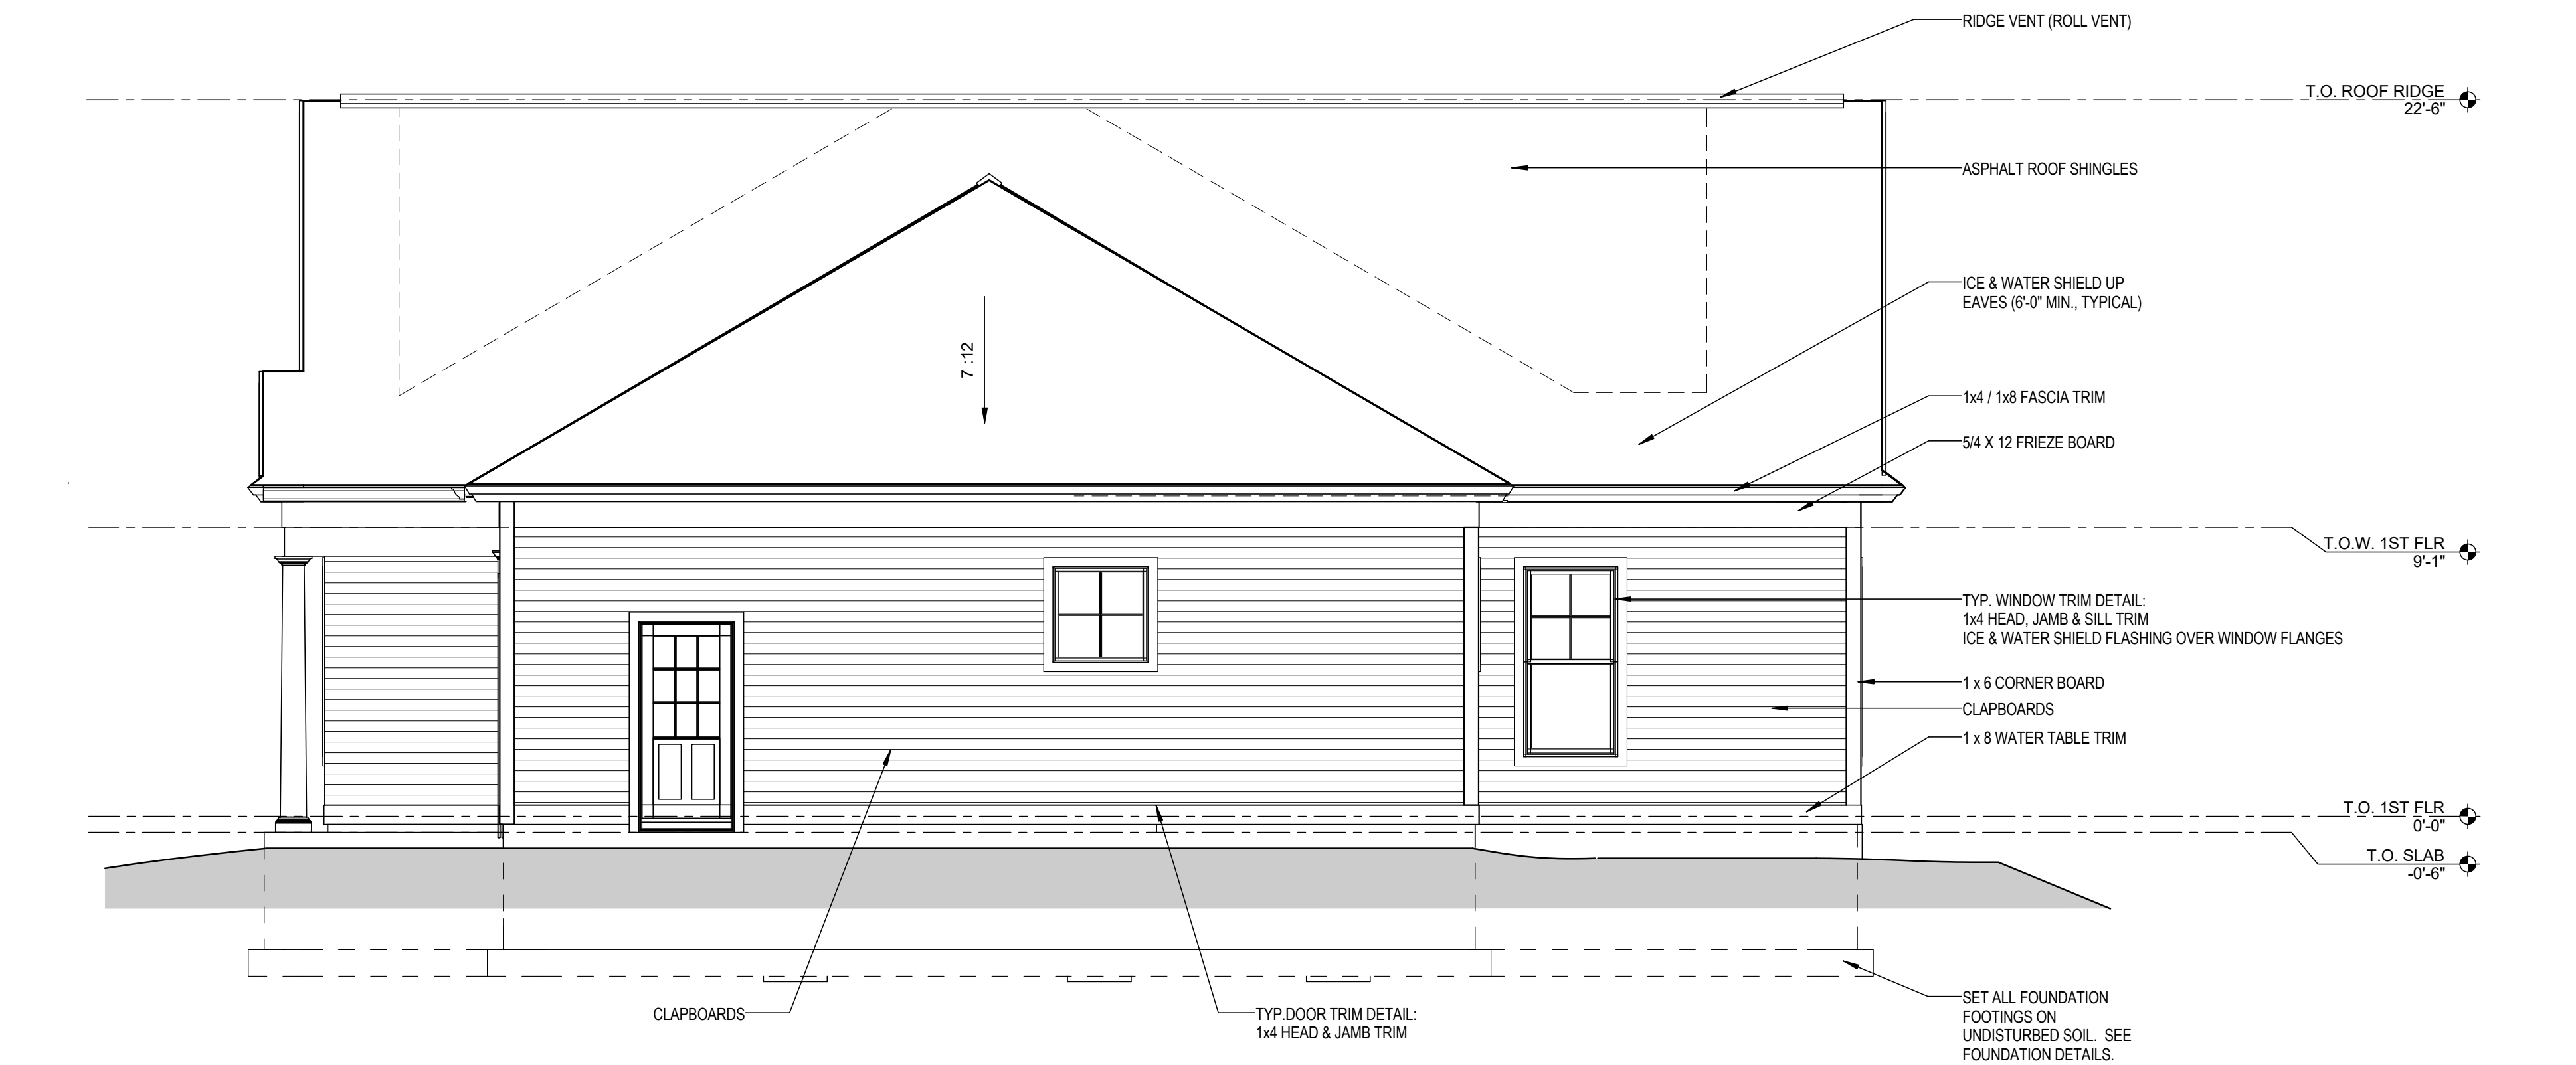 RIDGE VENT (ROLL VENT)
T.O. ROOF RIDGE
22'-6"
ASPHALT ROOF SHINGLES
ICE & WATER SHIELD UP
EAVES (6'-0" MIN., TYPICAL)
7 :12
1x4 / 1x8 FASCIA TRIM
5/4 X 12 FRIEZE BOARD
T.O.W. 1ST FLR
9'-1"
TYP. WINDOW TRIM DETAIL:
1x4 HEAD, JAMB & SILL TRIM
ICE & WATER SHIELD FLASHING OVER WINDOW FLANGES
1 x 6 CORNER BOARD
CLAPBOARDS
1 x 8 WATER TABLE TRIM
T.O. 1ST FLR
0'-0"
T.O. SLAB
-0'-6"
CLAPBOARDS
TYP.DOOR TRIM DETAIL:
1x4 HEAD & JAMB TRIM
SET ALL FOUNDATION
FOOTINGS ON
UNDISTURBED SOIL.  SEE
FOUNDATION DETAILS.